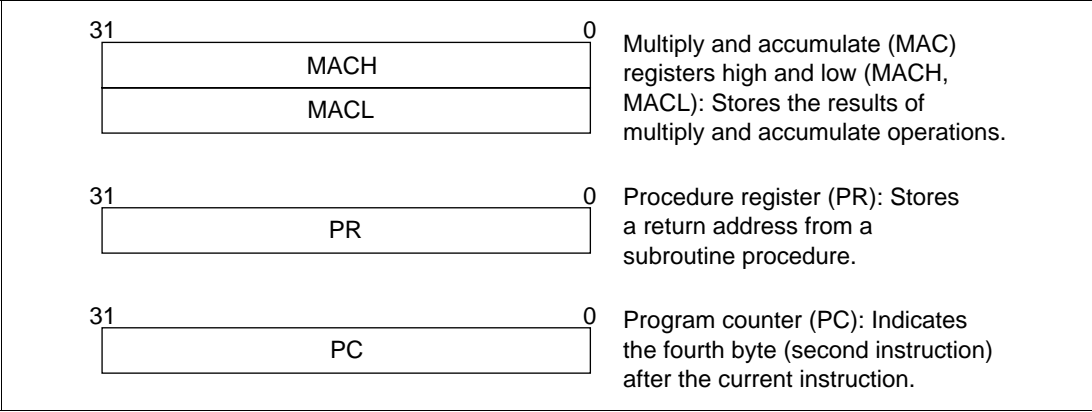 31 0
MACH
MACL
Multiply and accumulate (MAC)
registers high and low (MACH,
MACL): Stores the results of
multiply and accumulate operations.
31 0
PR
Procedure register (PR): Stores
a return address from a
subroutine procedure.
31 0
PC
Program counter (PC): Indicates
the fourth byte (second instruction)
after the current instruction.